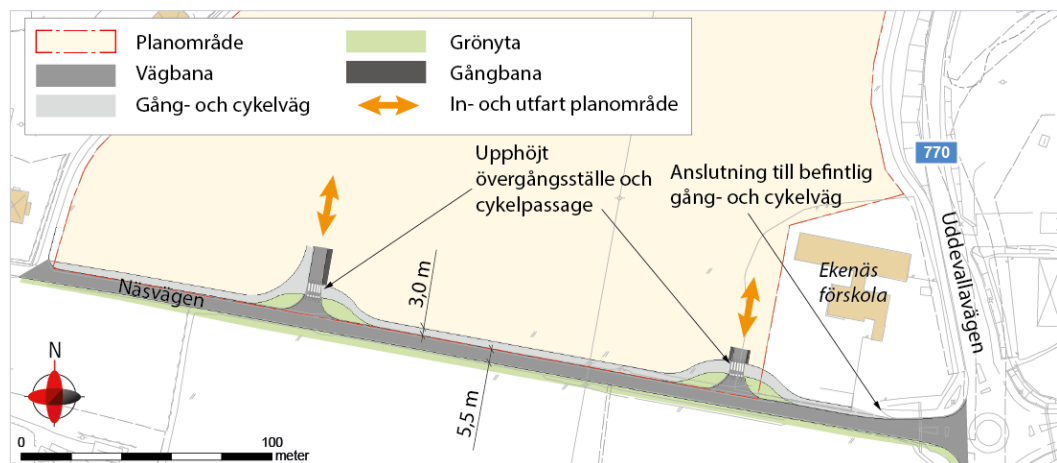 Planområde
Vägbana
Gång- och cykelväg
Grönyta
Gångbana
In- och utfart planområde
Upphöjt
övergångsställe och
cykelpassage
Anslutning till befintlig
gång- och cykelväg
770
Uddevallavägen
Ekenäs
förskola
Näsvägen
3,0 m
5,5 m
N
0 100
meter